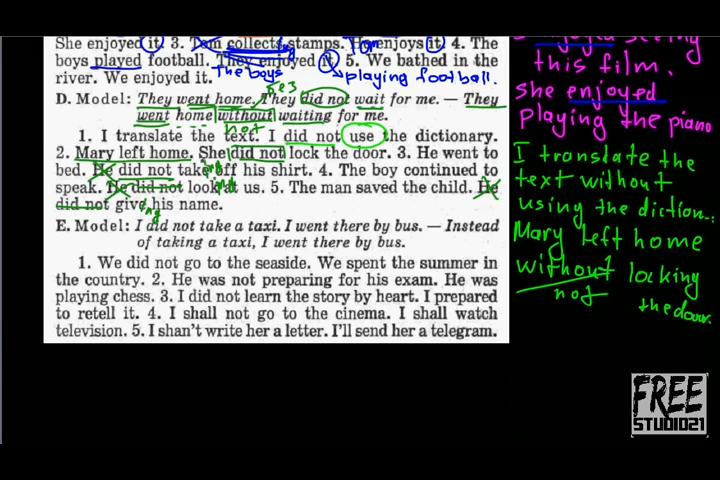 She enjoyed it. 3. Tom collects stamps. He enjoys it. 4. The
boys played football. They enjoyed it. 5. We bathed in the
river. We enjoyed it.
The boys
playing football.
D. Model: They went home. They did not wait for me. — They
went home without waiting for me.
без
not
1. I translate the text. I did not use the dictionary.
2. Mary left home. She did not lock the door. 3. He went to
bed. He did not take off his shirt. 4. The boy continued to
speak. He did not look at us. 5. The man saved the child. He
did not give his name.
ing
E. Model: I did not take a taxi. I went there by bus. — Instead
of taking a taxi, I went there by bus.
1. We did not go to the seaside. We spent the summer in
the country. 2. He was not preparing for his exam. He was
playing chess. 3. I did not learn the story by heart. I prepared
to retell it. 4. I shall not go to the cinema. I shall watch
television. 5. I shan't write her a letter. I'll send her a telegram.
I enjoyed seeing
this film.
She enjoyed
playing the piano
I translate the
text without
using the diction..
Mary left home
without locking
not
the door.
FREE
STUDIO21